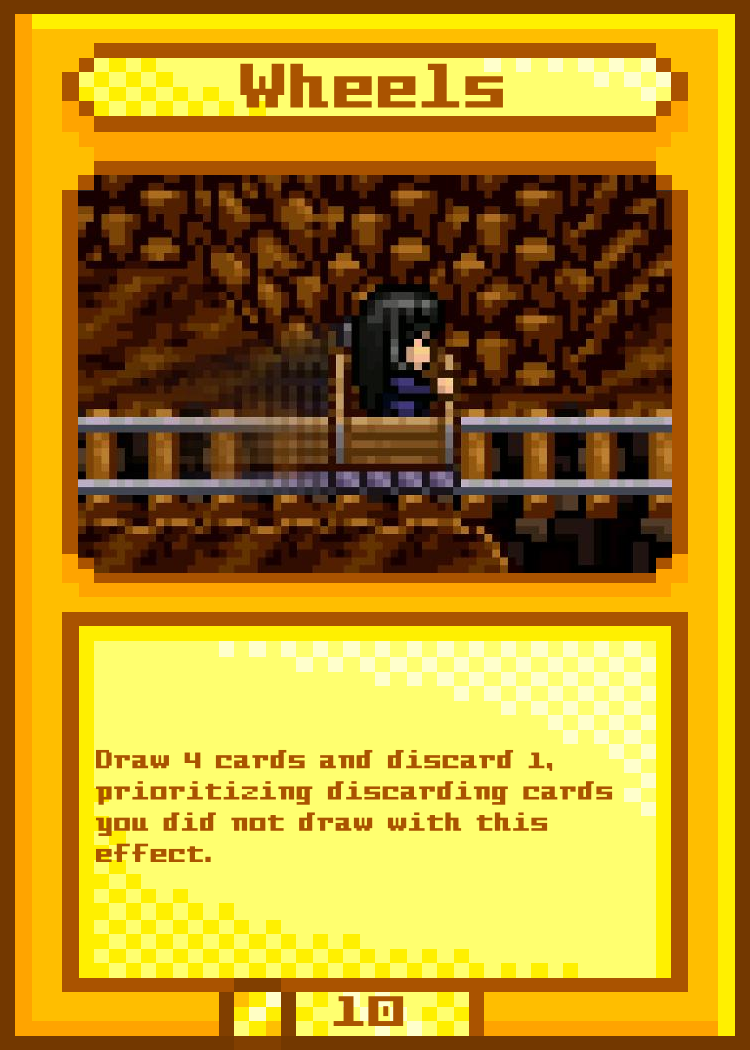 Wheels
Draw 4 cards and discard 1,
prioritizing discarding cards
you did not draw with this
effect.
10